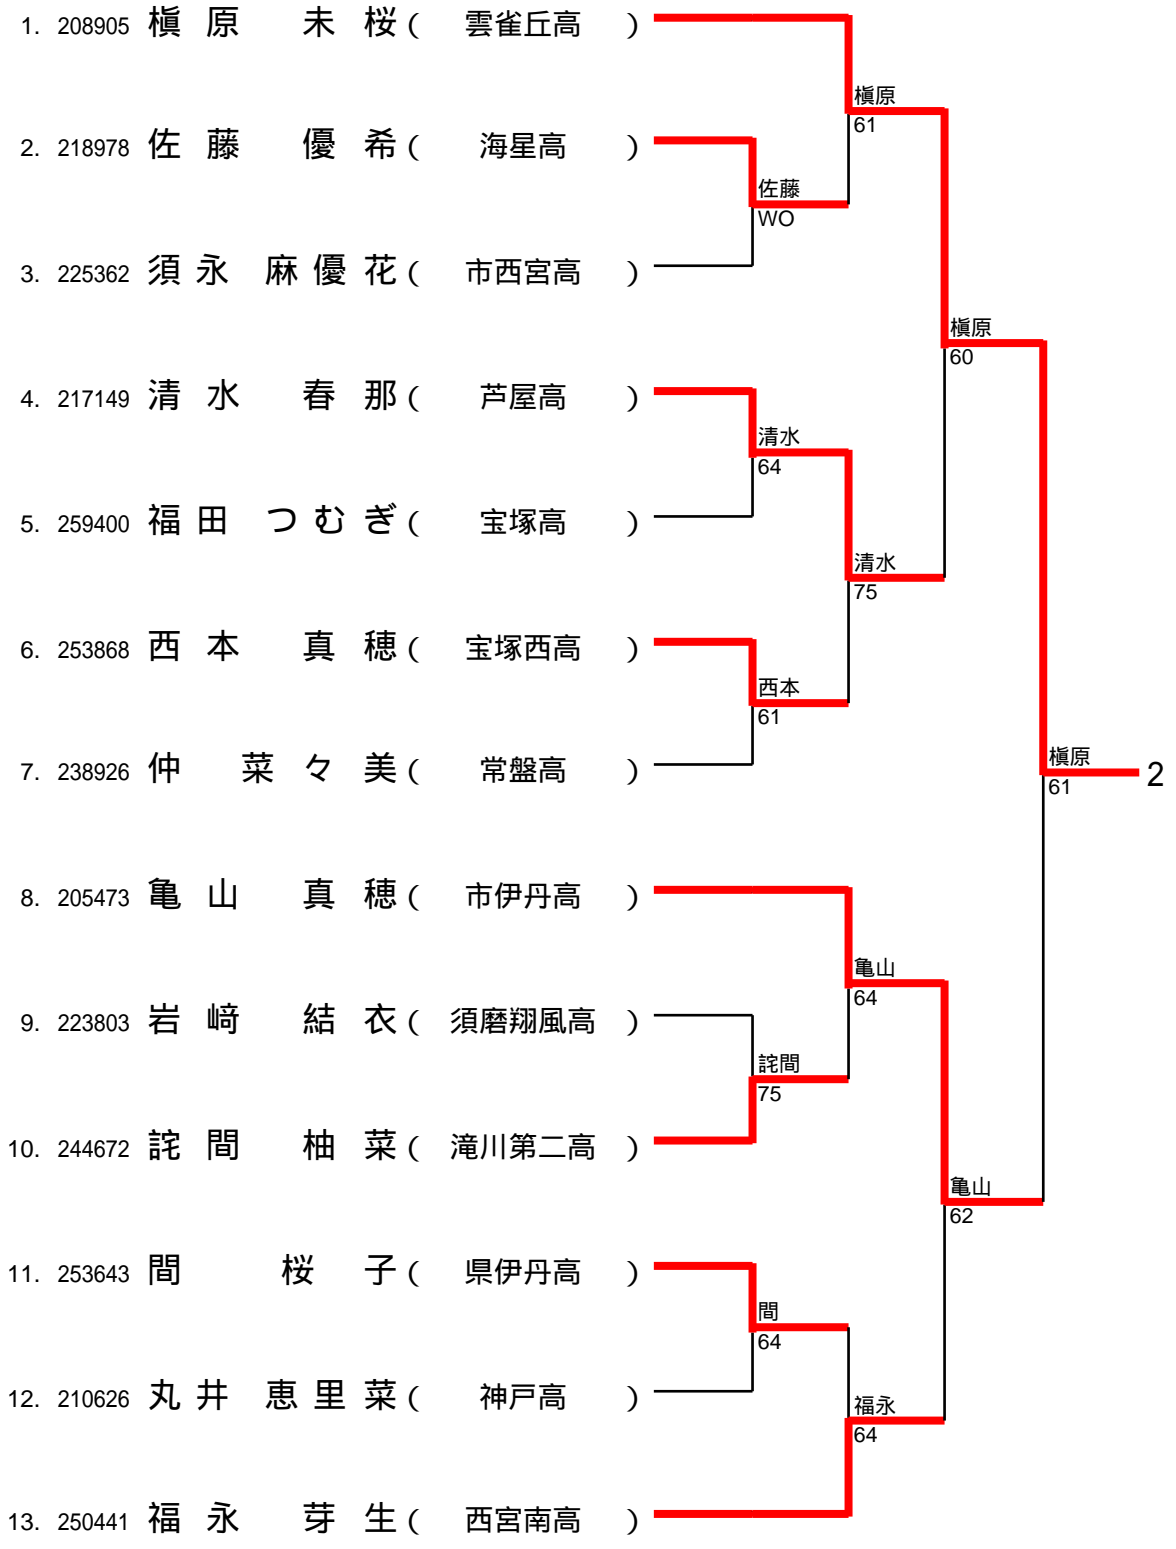 1. 208905 槇原 未桜 ( 雲雀丘高 )
槇原
61
2. 218978 佐藤 優希 ( 海星高 )
佐藤
WO
3. 225362 須永 麻優花 ( 市西宮高 )
槇原
60
4. 217149 清水 春那 ( 芦屋高 )
清水
64
5. 259400 福田 つむぎ ( 宝塚高 )
清水
75
6. 253868 西本 真穂 ( 宝塚西高 )
西本
61
7. 238926 仲 菜々美 ( 常盤高 )
槇原
61
2
8. 205473 亀山 真穂 ( 市伊丹高 )
亀山
64
9. 223803 岩﨑 結衣 ( 須磨翔風高 )
詫間
75
10. 244672 詫間 柚菜 ( 滝川第二高 )
亀山
62
11. 253643 間 桜子 ( 県伊丹高 )
間
64
12. 210626 丸井 恵里菜 ( 神戸高 )
福永
64
13. 250441 福永 芽生 ( 西宮南高 )